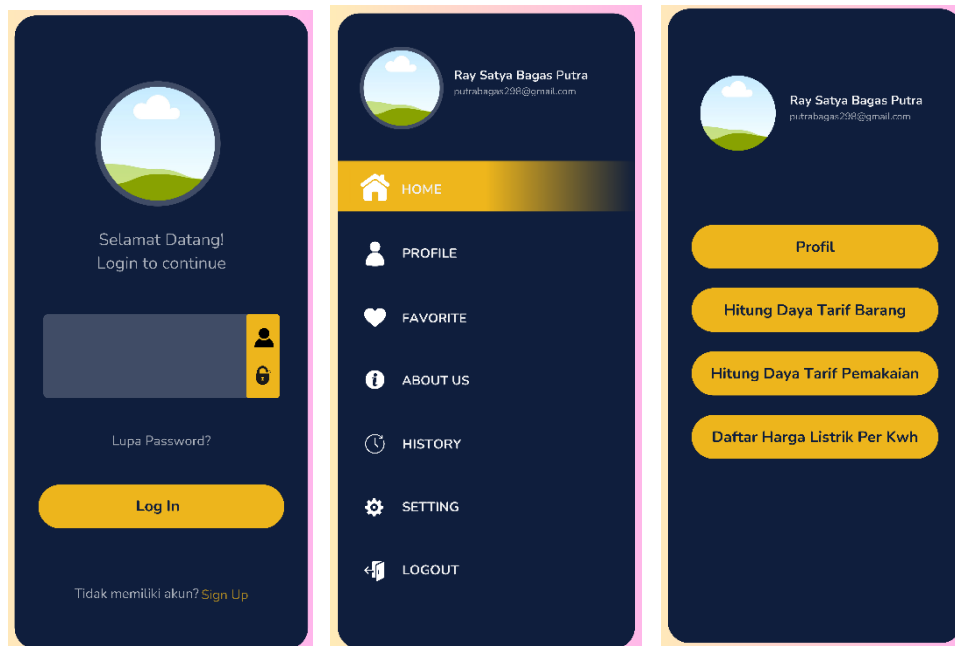 Selamat Datang!
Login to continue
Lupa Password?
Log In
Tidak memiliki akun? Sign Up
Ray Satya Bagas Putra
putrabagas298@gmail.com
HOME
PROFILE
FAVORITE
ABOUT US
HISTORY
SETTING
LOGOUT
Ray Satya Bagas Putra
putrabagas298@gmail.com
Profil
Hitung Daya Tarif Barang
Hitung Daya Tarif Pemakaian
Daftar Harga Listrik Per Kwh